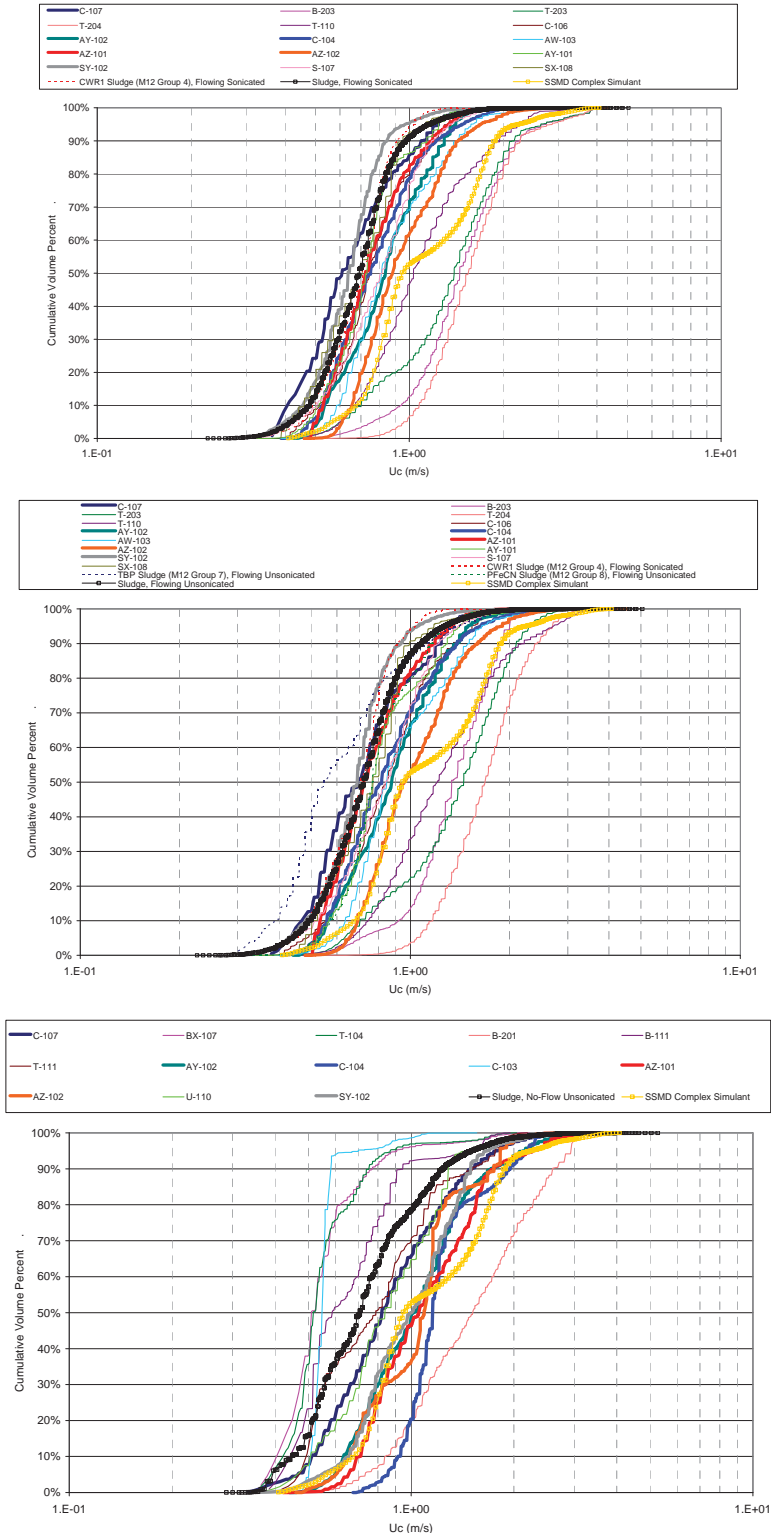 C-107 B-203 T-203
T-204 T-110 C-106
AY-102 C-104 AW-103
AZ-101 AZ-102 AY-101
SY-102 S-107 SX-108
CWR1 Sludge (M12 Group 4), Flowing Sonicated Sludge, Flowing Sonicated SSMD Complex Simulant
100%
90%
80%
70%
60%
50%
40%
30%
20%
10%
0%
Cumulative Volume Percent .
1.E-01 1.E+00 1.E+01
Uc (m/s)
C-107 B-203
T-203 T-204
T-110 C-106
AY-102 C-104
AW-103 AZ-101
AZ-102 AY-101
SY-102 S-107
SX-108 CWR1 Sludge (M12 Group 4), Flowing Sonicated
TBP Sludge (M12 Group 7), Flowing Unsonicated PFeCN Sludge (M12 Group 8), Flowing Unsonicated
Sludge, Flowing Unsonicated SSMD Complex Simulant
100%
90%
80%
70%
60%
50%
40%
30%
20%
10%
0%
Cumulative Volume Percent .
1.E-01 1.E+00 1.E+01
Uc (m/s)
C-107 BX-107 T-104 B-201 B-111
T-111 AY-102 C-104 C-103 AZ-101
AZ-102 U-110 SY-102 Sludge, No-Flow Unsonicated SSMD Complex Simulant
100%
90%
80%
70%
60%
50%
40%
30%
20%
10%
0%
Cumulative Volume Percent .
1.E-01 1.E+00 1.E+01
Uc (m/s)